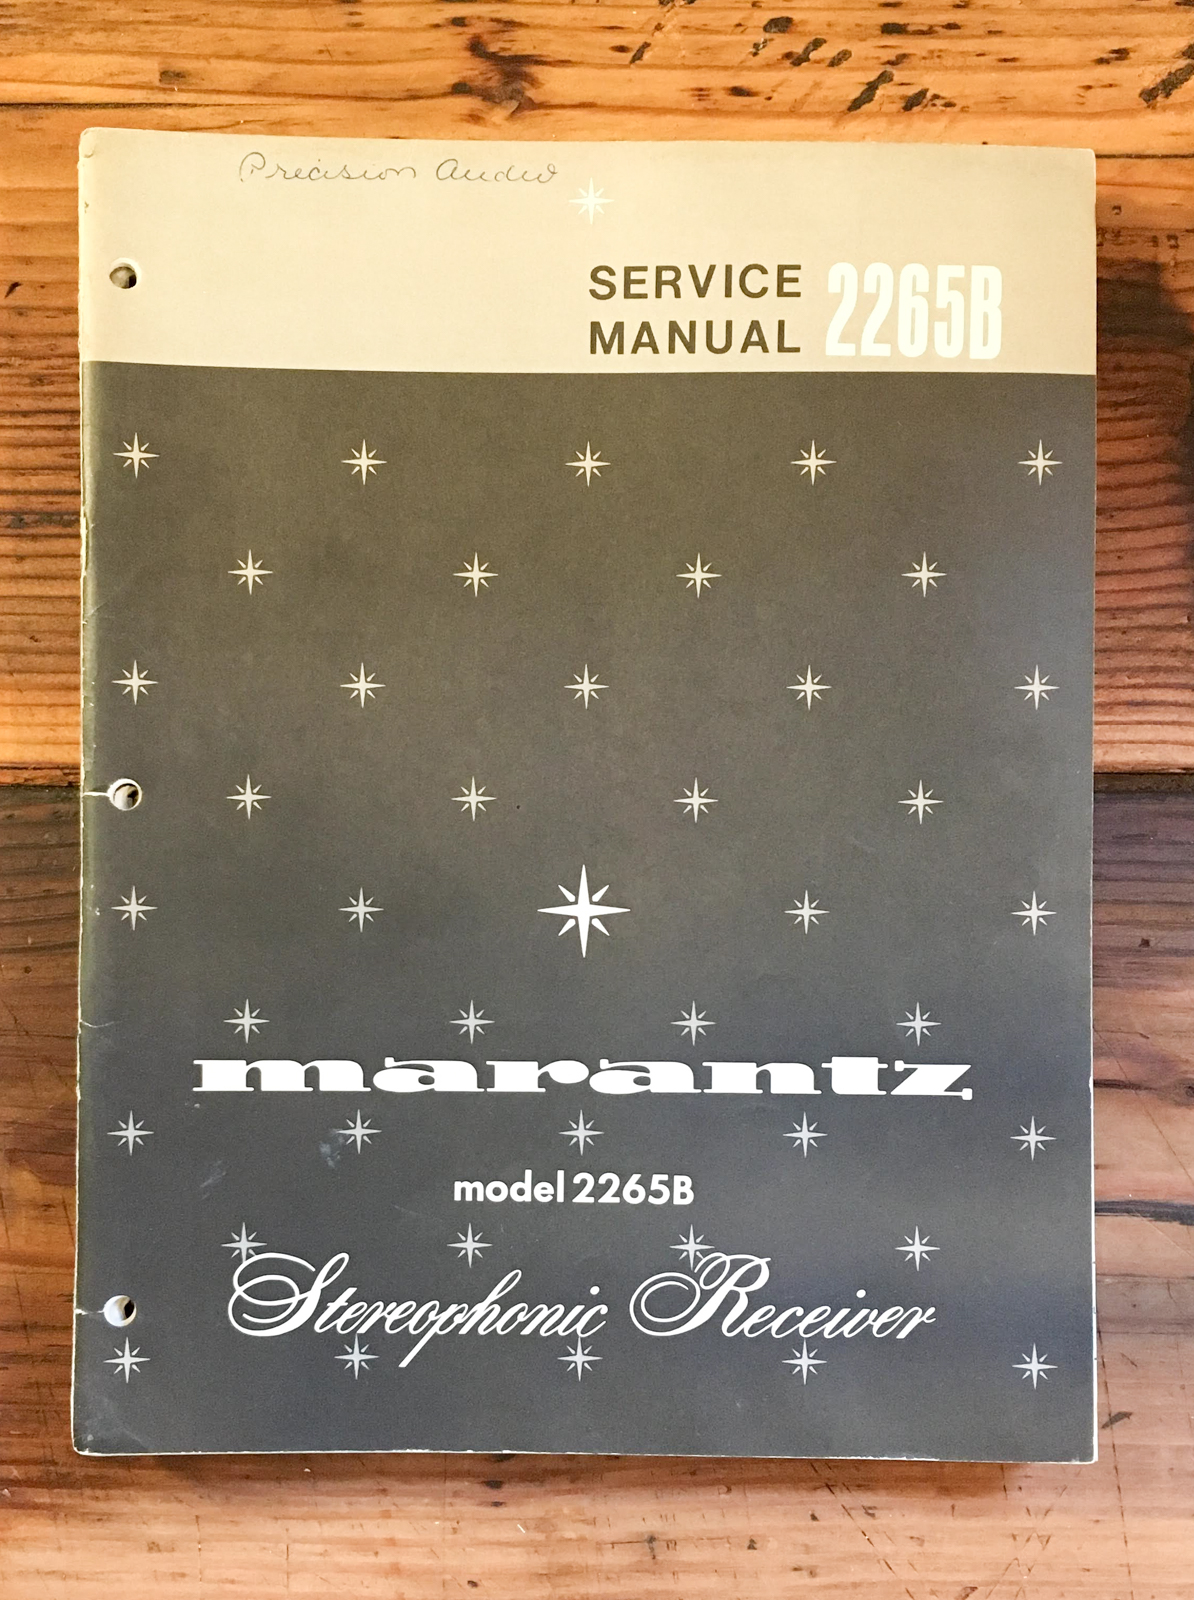 Precision Audio
SERVICE
MANUAL 2265B
marantz
model 2265B
Stereophonic Receiver